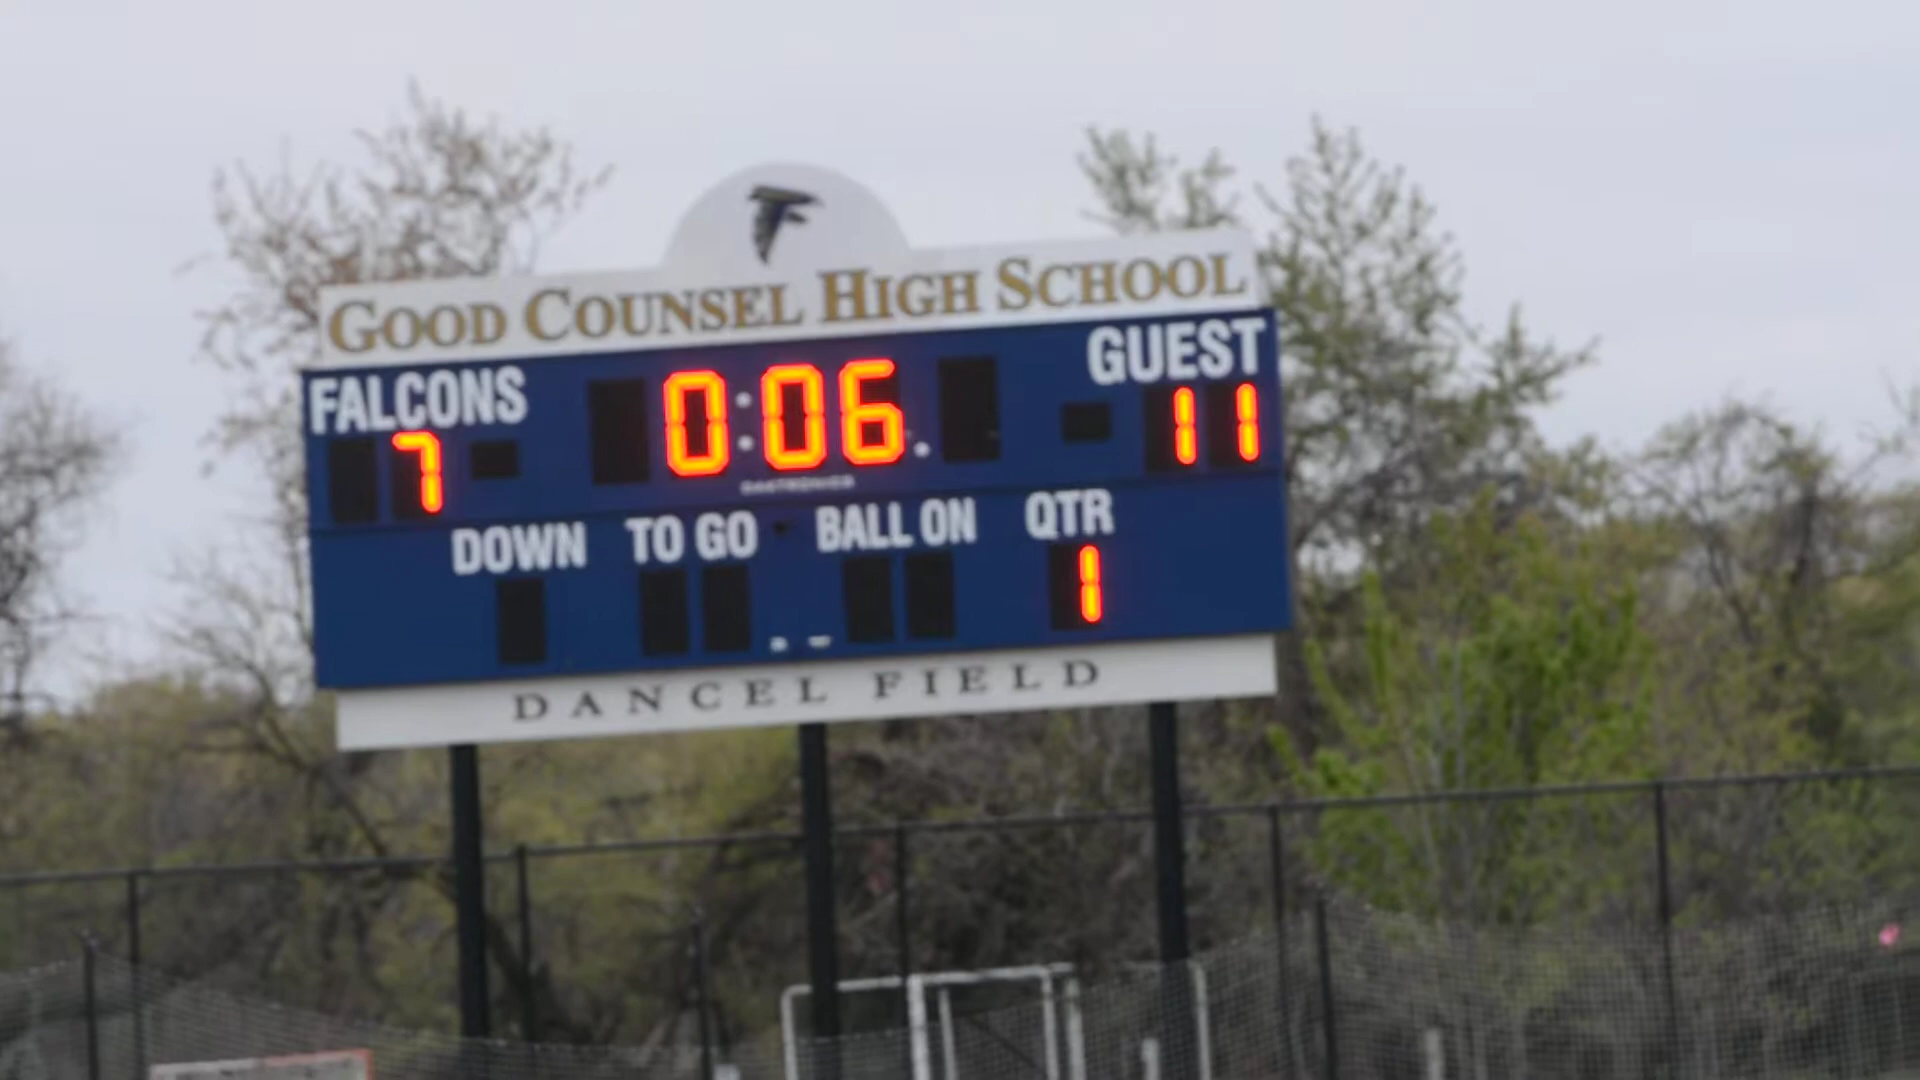 GOOD COUNSEL HIGH SCHOOL
FALCONS 0:06 GUEST
7 11
DAKTRONICS
DOWN TO GO BALL ON QTR
1
DANCEL FIELD